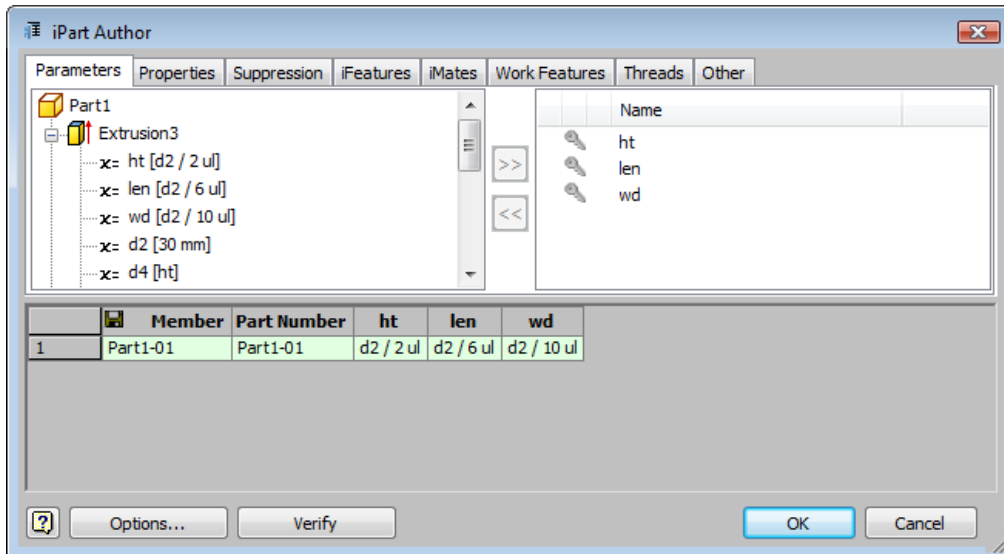 iPart Author
Parameters Properties Suppression iFeatures iMates Work Features Threads Other
Part1
Extrusion3
x= ht [d2 / 2 ul]
x= len [d2 / 6 ul]
x= wd [d2 / 10 ul]
x= d2 [30 mm]
x= d4 [ht]
>>
<<
Name
ht
len
wd
Member Part Number ht len wd
1 Part1-01 Part1-01 d2 / 2 ul d2 / 6 ul d2 / 10 ul
? Options... Verify OK Cancel